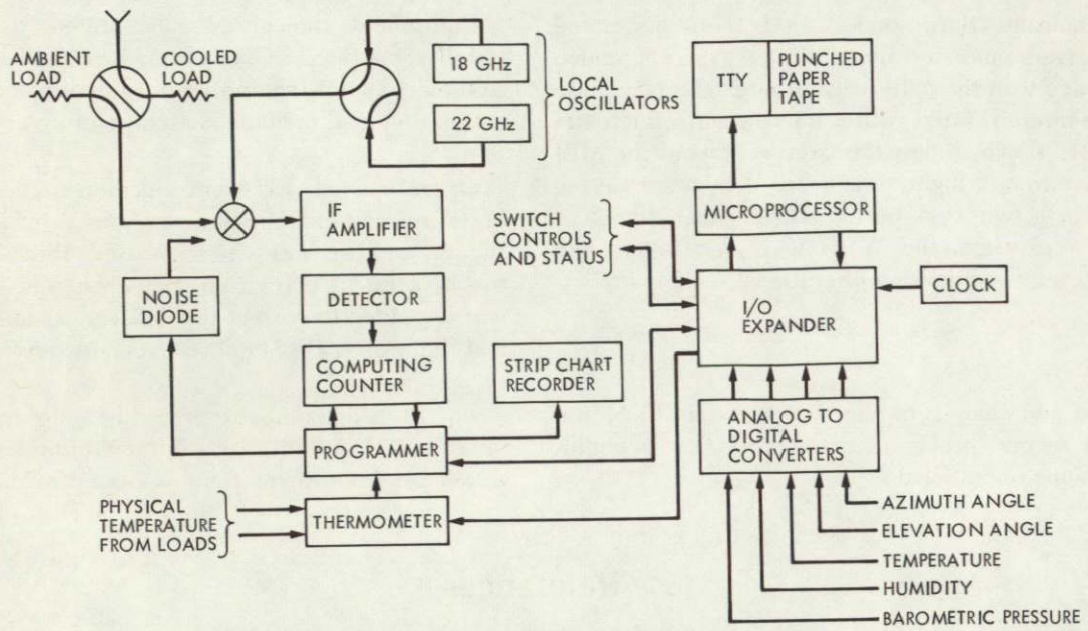 AMBIENT
LOAD
COOLED
LOAD
18 GHz
22 GHz
LOCAL
OSCILLATORS
TTY
PUNCHED
PAPER
TAPE
IF
AMPLIFIER
SWITCH
CONTROLS
AND STATUS
MICROPROCESSOR
NOISE
DIODE
DETECTOR
I/O
EXPANDER
CLOCK
COMPUTING
COUNTER
STRIP CHART
RECORDER
PROGRAMMER
ANALOG TO
DIGITAL
CONVERTERS
PHYSICAL
TEMPERATURE
FROM LOADS
THERMOMETER
AZIMUTH ANGLE
ELEVATION ANGLE
TEMPERATURE
HUMIDITY
BAROMETRIC PRESSURE